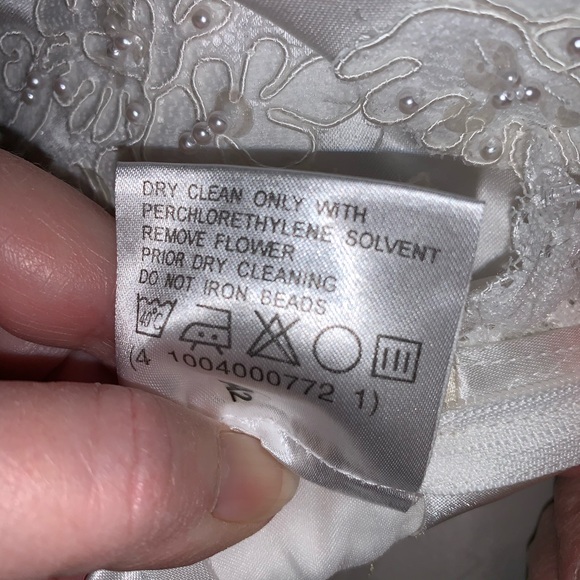 DRY CLEAN ONLY WITH
PERCHLORETHYLENE SOLVENT
REMOVE FLOWER
PRIOR DRY CLEANING
DO NOT IRON BEADS
40°C
(4 1004000772 1)